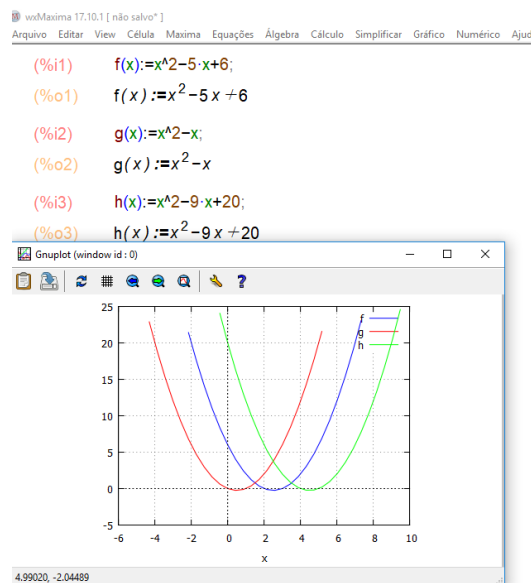 wxMaxima 17.10.1 [ não salvo* ]
Arquivo Editar View Célula Maxima Equações Álgebra Cálculo Simplificar Gráfico Numérico Ajud
(%i1) f(x):=x^2-5·x+6;
(%o1) f(x):=x²-5 x+6
(%i2) g(x):=x^2-x;
(%o2) g(x):=x²-x
(%i3) h(x):=x^2-9·x+20;
(%o3) h(x):=x²-9 x+20
Gnuplot (window id : 0)
25
f
g
h
20
15
10
5
0
-5
-6 -4 -2 0 2 4 6 8 10
x
4.99020, -2.04489